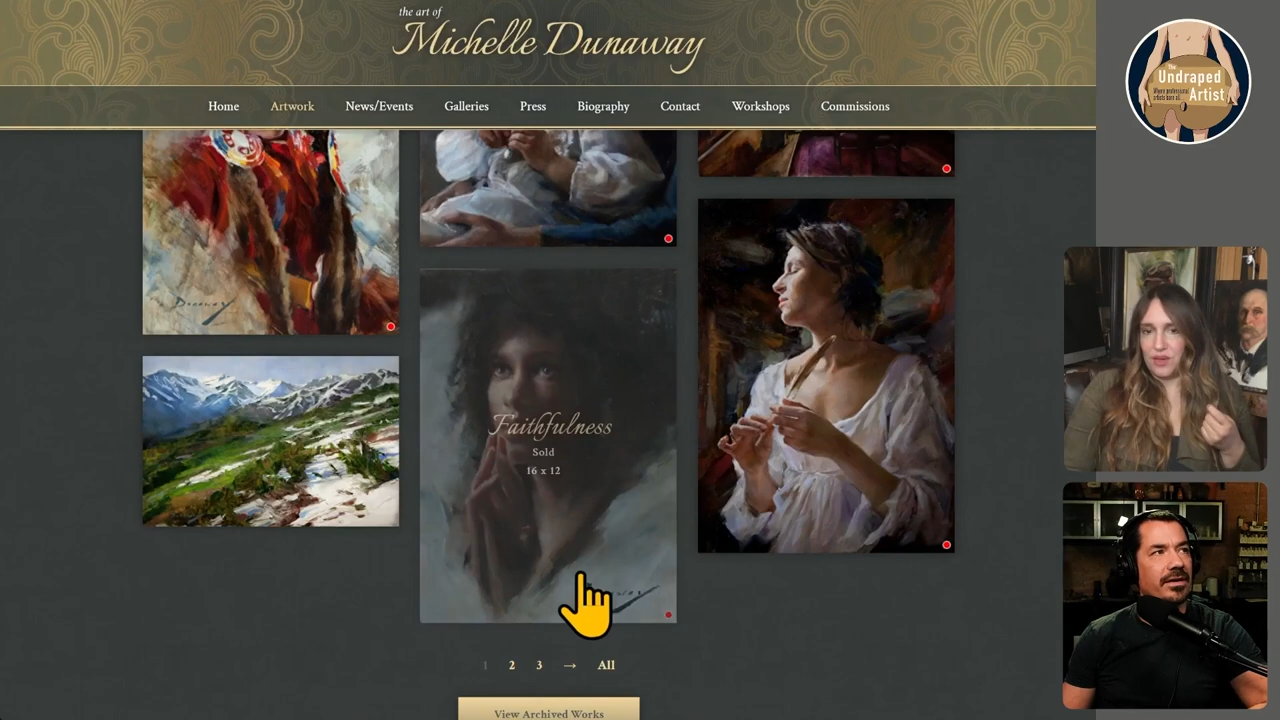 the art of
Michelle Dunaway
Home Artwork News/Events Galleries Press Biography Contact Workshops Commissions
The
Undraped
Artist
Dunaway
Faithfulness
Sold
16 x 12
1 2 3 → All
View Archived Works